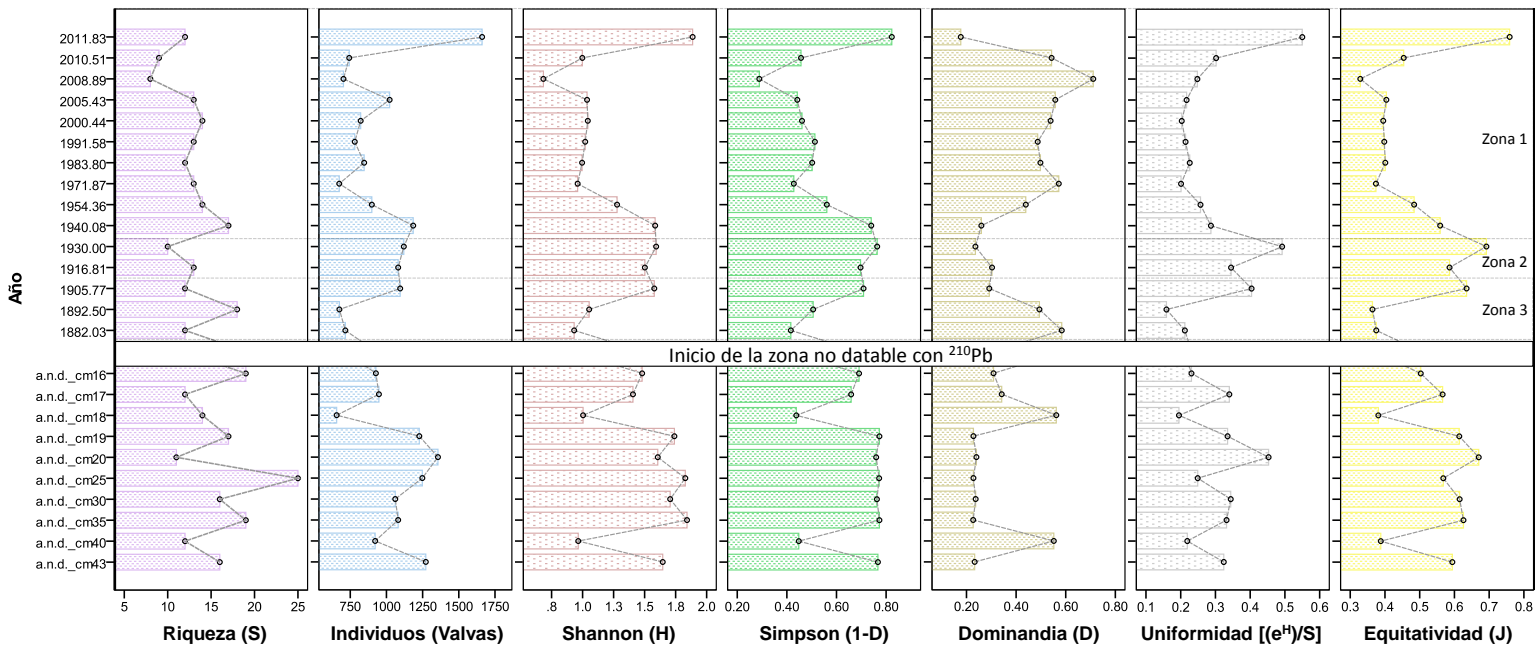 Año
2011.83
2010.51
2008.89
2005.43
2000.44
1991.58
1983.80
1971.87
1954.36
1940.08
1930.00
1916.81
1905.77
1892.50
1882.03
Zona 1
Zona 2
Zona 3
Inicio de la zona no datable con ²¹⁰Pb
a.n.d._cm16
a.n.d._cm17
a.n.d._cm18
a.n.d._cm19
a.n.d._cm20
a.n.d._cm25
a.n.d._cm30
a.n.d._cm35
a.n.d._cm40
a.n.d._cm43
5 10 15 20 25
750 1000 1250 1500 1750
.8 1.0 1.3 1.5 1.8 2.0
0.20 0.40 0.60 0.80
0.20 0.40 0.60 0.80
0.1 0.2 0.3 0.4 0.5 0.6
0.3 0.4 0.5 0.6 0.7 0.8
Riqueza (S)
Individuos (Valvas)
Shannon (H)
Simpson (1-D)
Dominandia (D)
Uniformidad [(eᴴ)/S]
Equitatividad (J)